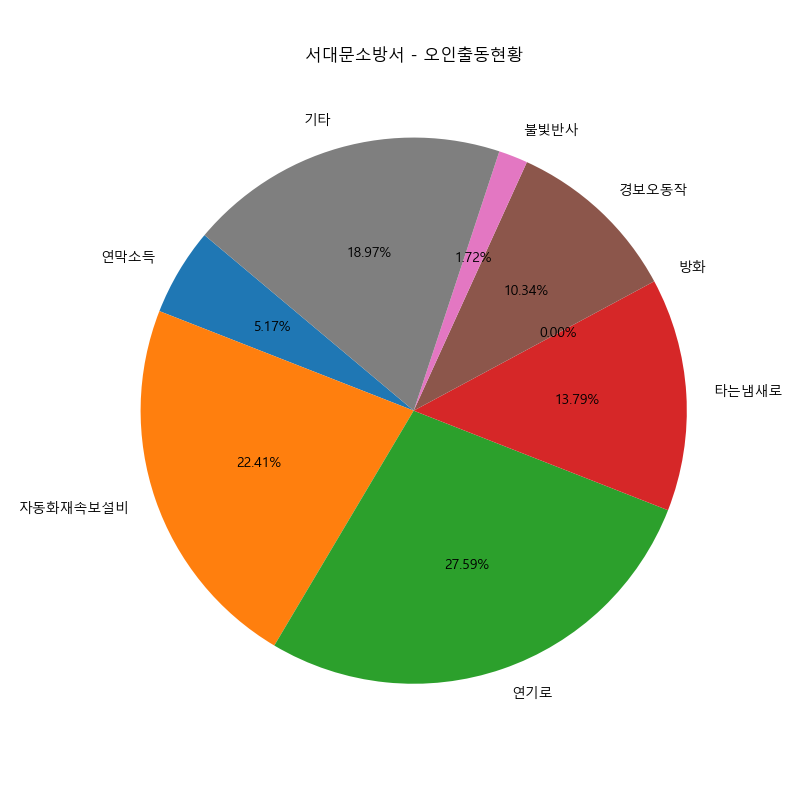 서대문소방서 - 오인출동현황
기타
불빛반사
경보오동작
방화
타는냄새로
연기로
자동화재속보설비
연막소득
18.97%
1.72%
10.34%
0.00%
13.79%
27.59%
22.41%
5.17%